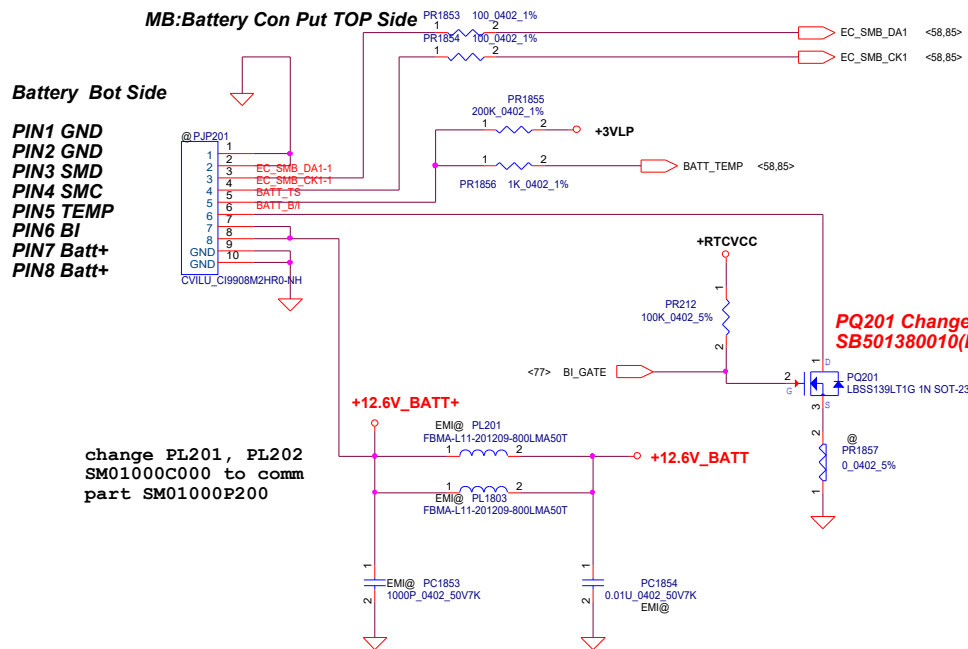 MB:Battery Con Put TOP Side
PR1853 100_0402_1%
1 2
EC_SMB_DA1 <58,85>
PR1854 100_0402_1%
1 2
EC_SMB_CK1 <58,85>
Battery Bot Side
PIN1 GND
PIN2 GND
PIN3 SMD
PIN4 SMC
PIN5 TEMP
PIN6 BI
PIN7 Batt+
PIN8 Batt+
@ PJP201
1 1
2 2
3 3 EC_SMB_DA1-1
4 4 EC_SMB_CK1-1
5 5 BATT_TS
6 6 BATT_B/I
7 7
8 8
GND 9
GND 10
CVILU_CI9908M2HR0-NH
PR1855
200K_0402_1%
1 2
+3VLP
1 2
PR1856 1K_0402_1%
BATT_TEMP <58,85>
+RTCVCC
1
PR212
100K_0402_5%
2
<77> BI_GATE
PQ201 Change
SB501380010(
1 D
2 G
3 S
PQ201
LBSS139LT1G 1N SOT-23
2
@
PR1857
0_0402_5%
1
+12.6V_BATT+
EMI@ PL201
FBMA-L11-201209-800LMA50T
1 2
+12.6V_BATT
1 2
EMI@ PL1803
FBMA-L11-201209-800LMA50T
change PL201, PL202
SM01000C000 to comm
part SM01000P200
1
2
EMI@ PC1853
1000P_0402_50V7K
1
2
PC1854
0.01U_0402_50V7K
EMI@